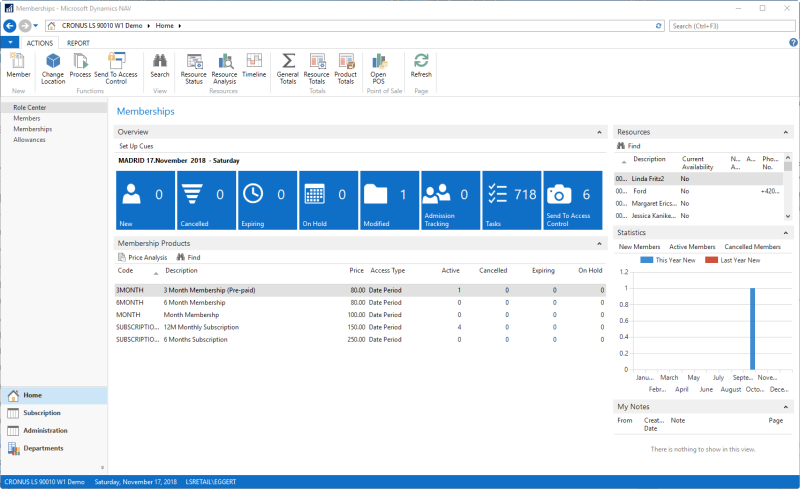 Memberships - Microsoft Dynamics NAV
CRONUS LS 90010 W1 Demo Home
Search (Ctrl+F3)
ACTIONS REPORT
Member Change Location Process Send To Access Control Search Resource Status Resource Analysis Timeline General Totals Resource Totals Product Totals Open POS Refresh
New Functions View Resources Totals Point of Sale Page
Role Center
Members
Memberships
Allowances
Home
Subscription
Administration
Departments
Memberships
Overview
Set Up Cues
MADRID 17.November 2018 - Saturday
0 0 0 0 1 0 718 6
New Cancelled Expiring On Hold Modified Admission Tracking Tasks Send To Access Control
Membership Products
Price Analysis Find
Code Description Price Access Type Active Cancelled Expiring On Hold
3MONTH 3 Month Membership (Pre-paid) 80.00 Date Period 1 0 0 0
6MONTH 6 Month Membership 80.00 Date Period 0 0 0
MONTH Month Membershp 100.00 Date Period 0 0 0
SUBSCRIPTIO... 12M Monthly Subscription 150.00 Date Period 4 0 0 0
SUBSCRIPTIO... 6 Months Subscription 250.00 Date Period 0 0 0
Resources
Find
Description Current Availability N... A... A... Pho... No.
00... Linda Fritz2 No
00... Ford No +420...
00... Margaret Erics... No
00... Jessica Kanike... No
Statistics
New Members Active Members Cancelled Members
This Year New Last Year New
1.2
1
0.8
0.6
0.4
0.2
0
Janu... March May July Septe... Nove...
Febr... April June August Octo... Dece...
My Notes
From Creat... Date Note Page
There is nothing to show in this view.
CRONUS LS 90010 W1 Demo Saturday, November 17, 2018 LSRETAIL\EGGERT